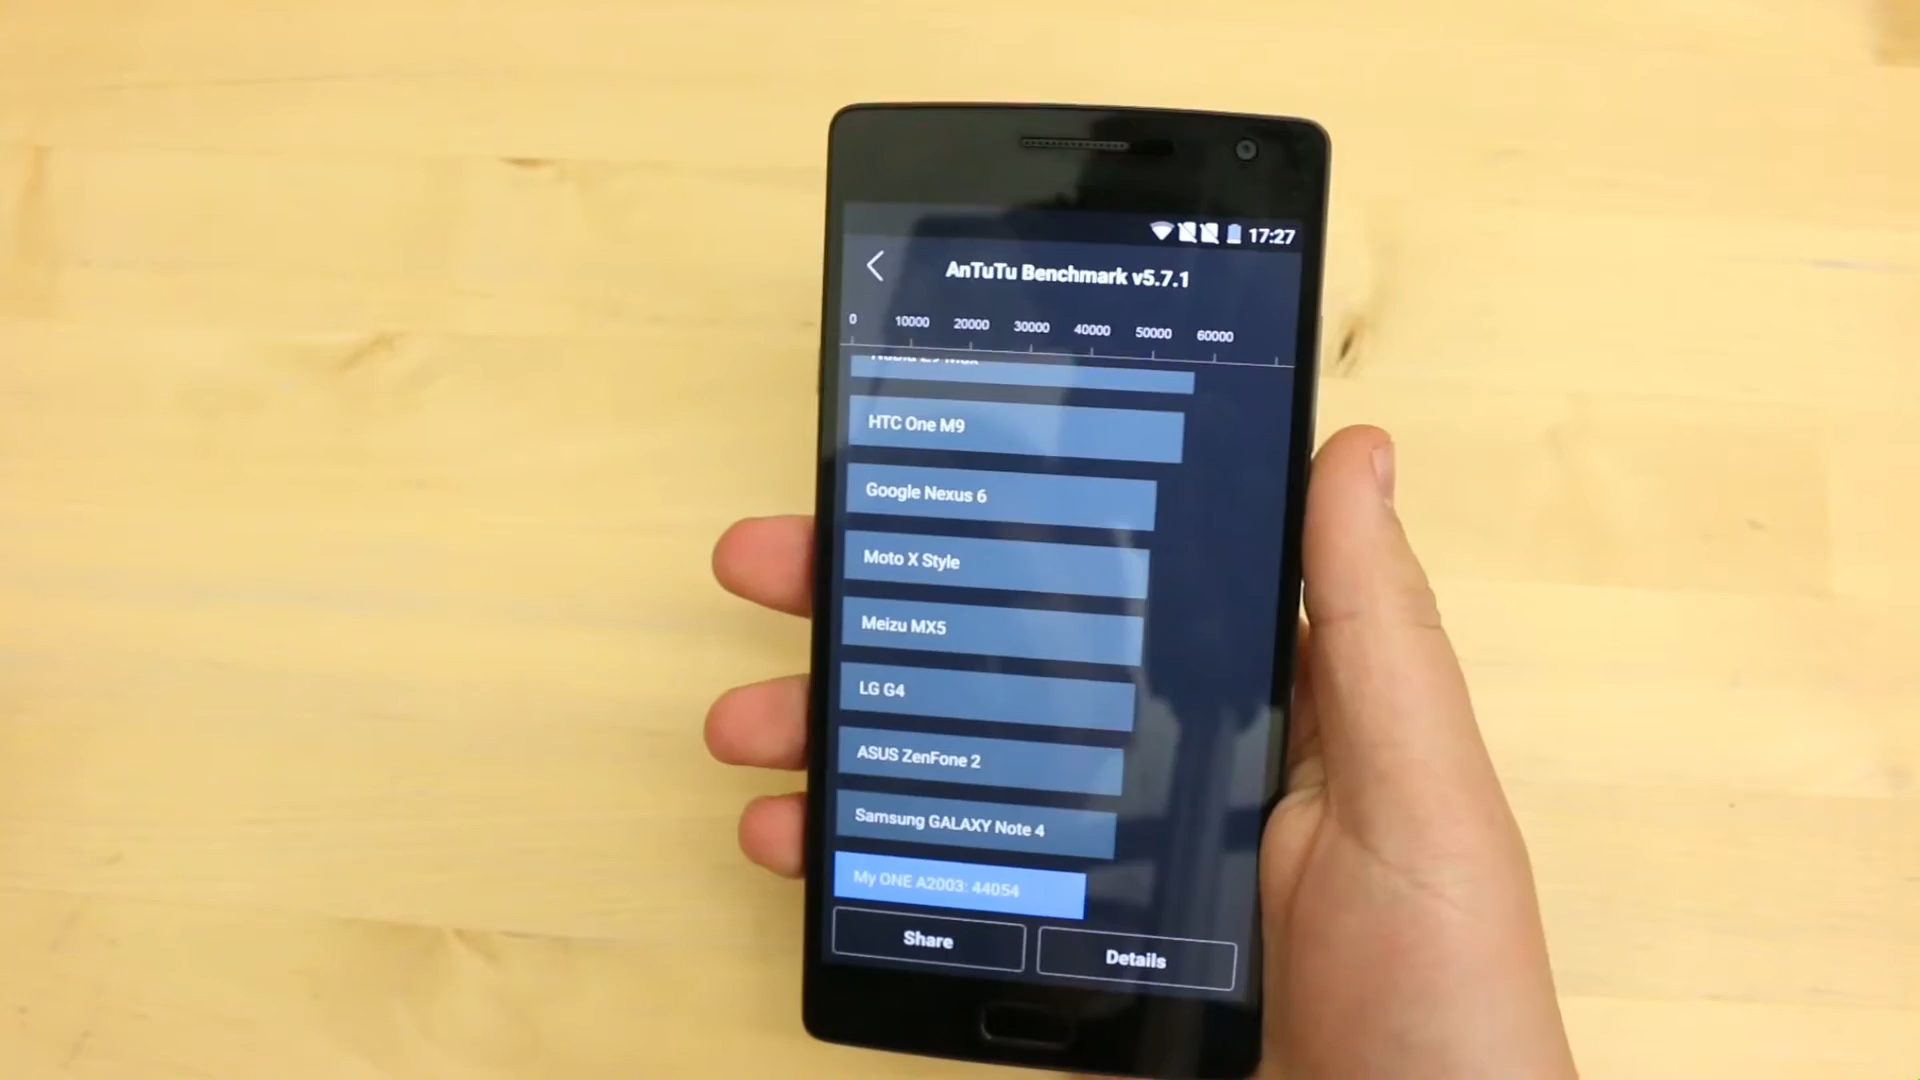 17:27
AnTuTu Benchmark v5.7.1
0 10000 20000 30000 40000 50000 60000
HTC One M9
Google Nexus 6
Moto X Style
Meizu MX5
LG G4
ASUS ZenFone 2
Samsung GALAXY Note 4
My ONE A2003: 44054
Share Details